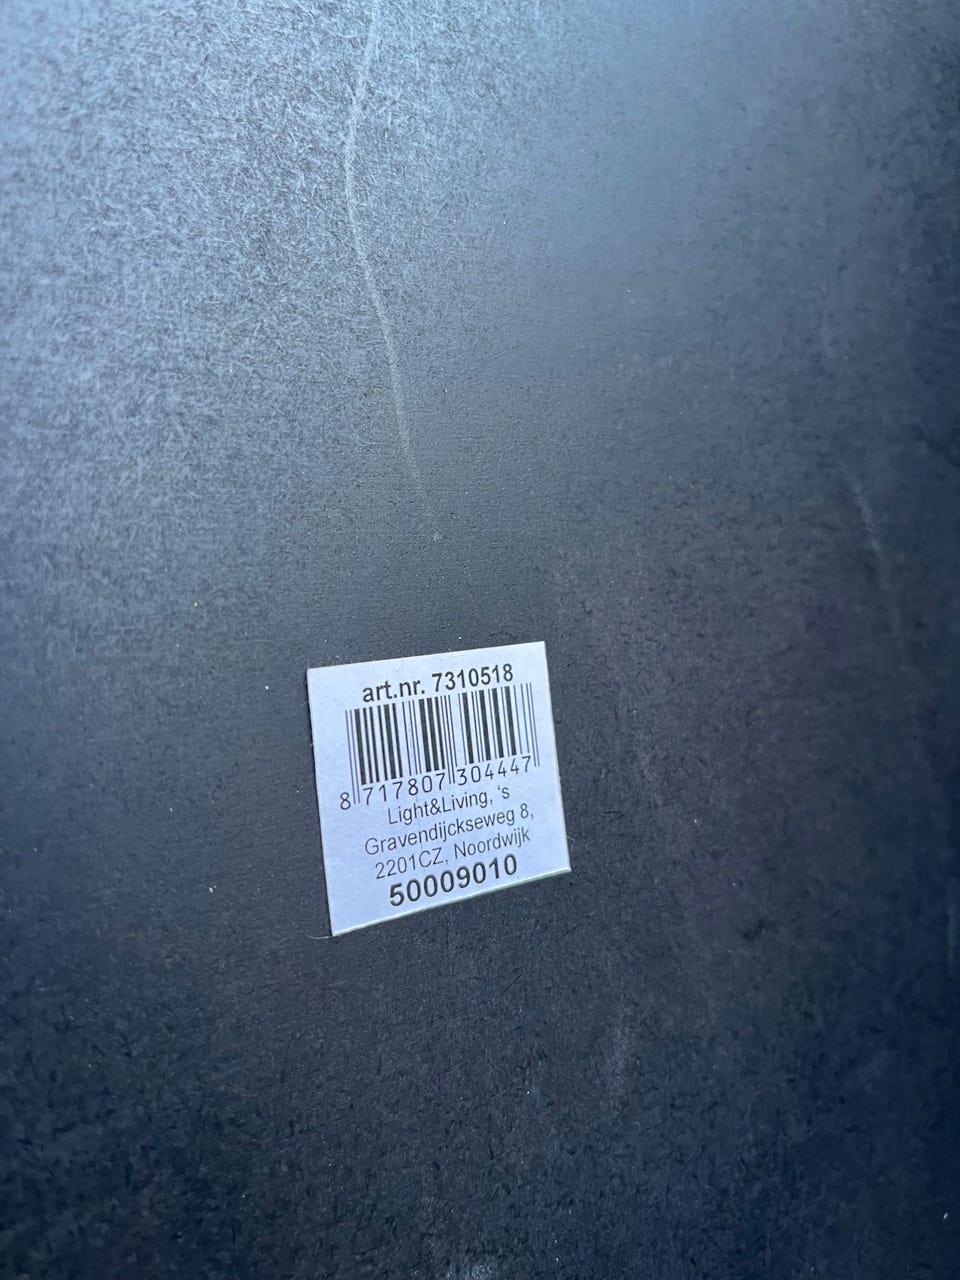 art.nr. 7310518
8 717807 304447
Light&Living, ‘s
Gravendijckseweg 8,
2201CZ, Noordwijk
50009010